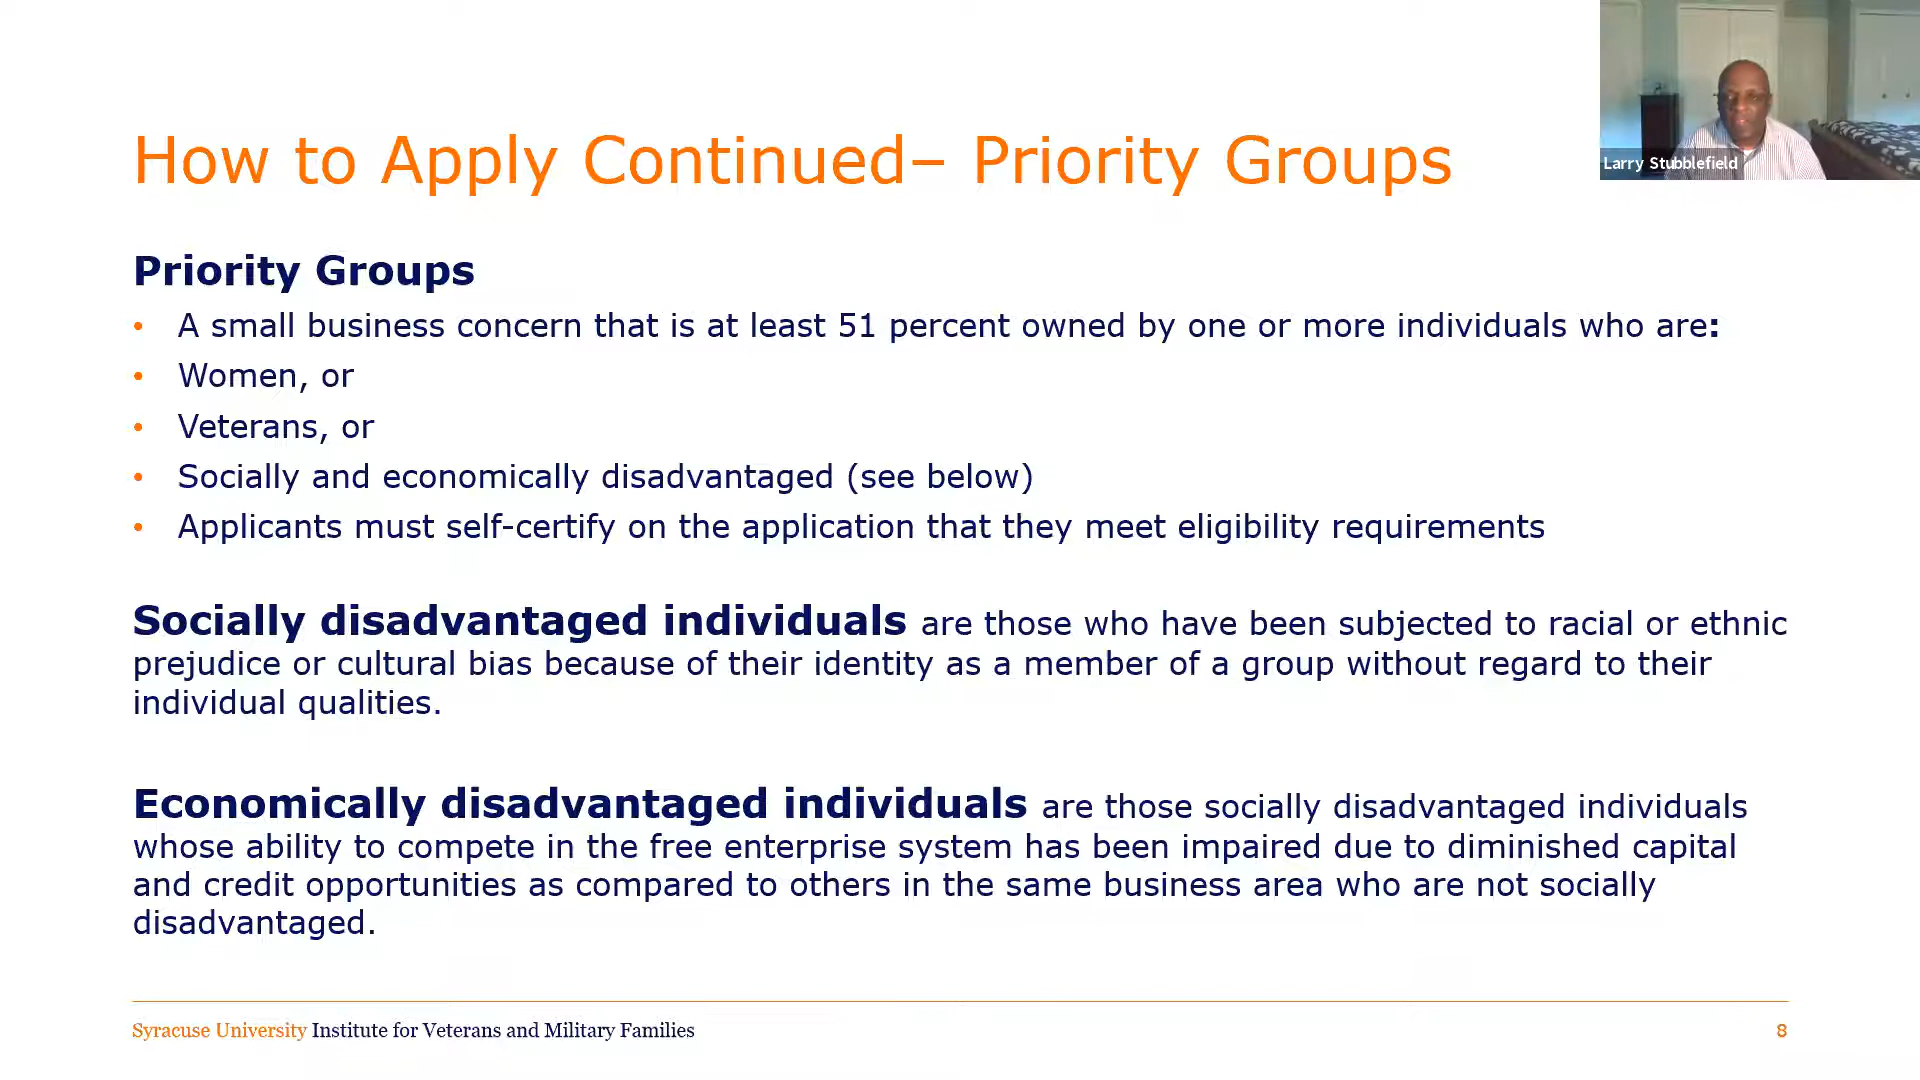 How to Apply Continued– Priority Groups
Larry Stubblefield
Priority Groups
• A small business concern that is at least 51 percent owned by one or more individuals who are:
• Women, or
• Veterans, or
• Socially and economically disadvantaged (see below)
• Applicants must self-certify on the application that they meet eligibility requirements
Socially disadvantaged individuals are those who have been subjected to racial or ethnic
prejudice or cultural bias because of their identity as a member of a group without regard to their
individual qualities.
Economically disadvantaged individuals are those socially disadvantaged individuals
whose ability to compete in the free enterprise system has been impaired due to diminished capital
and credit opportunities as compared to others in the same business area who are not socially
disadvantaged.
Syracuse University Institute for Veterans and Military Families
8